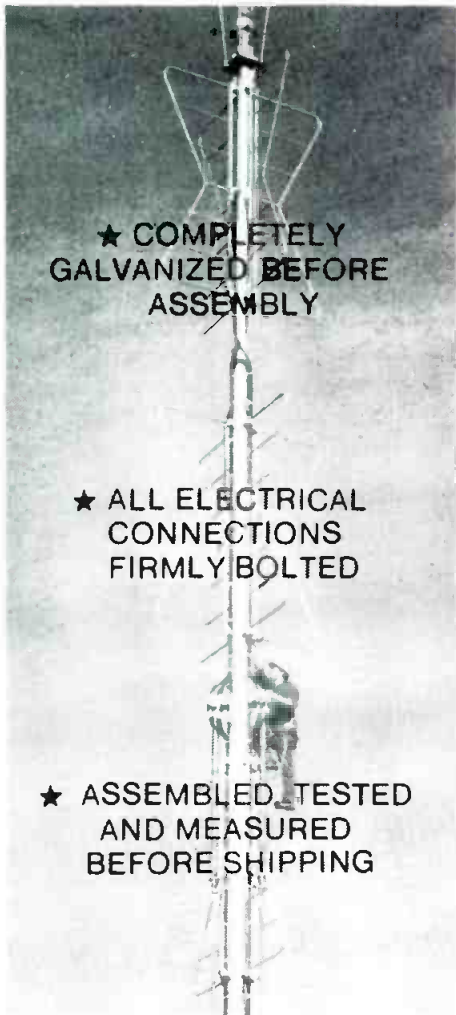 ★ COMPLETELY
GALVANIZED BEFORE
ASSEMBLY
★ ALL ELECTRICAL
CONNECTIONS
FIRMLY BOLTED
★ ASSEMBLED, TESTED
AND MEASURED
BEFORE SHIPPING